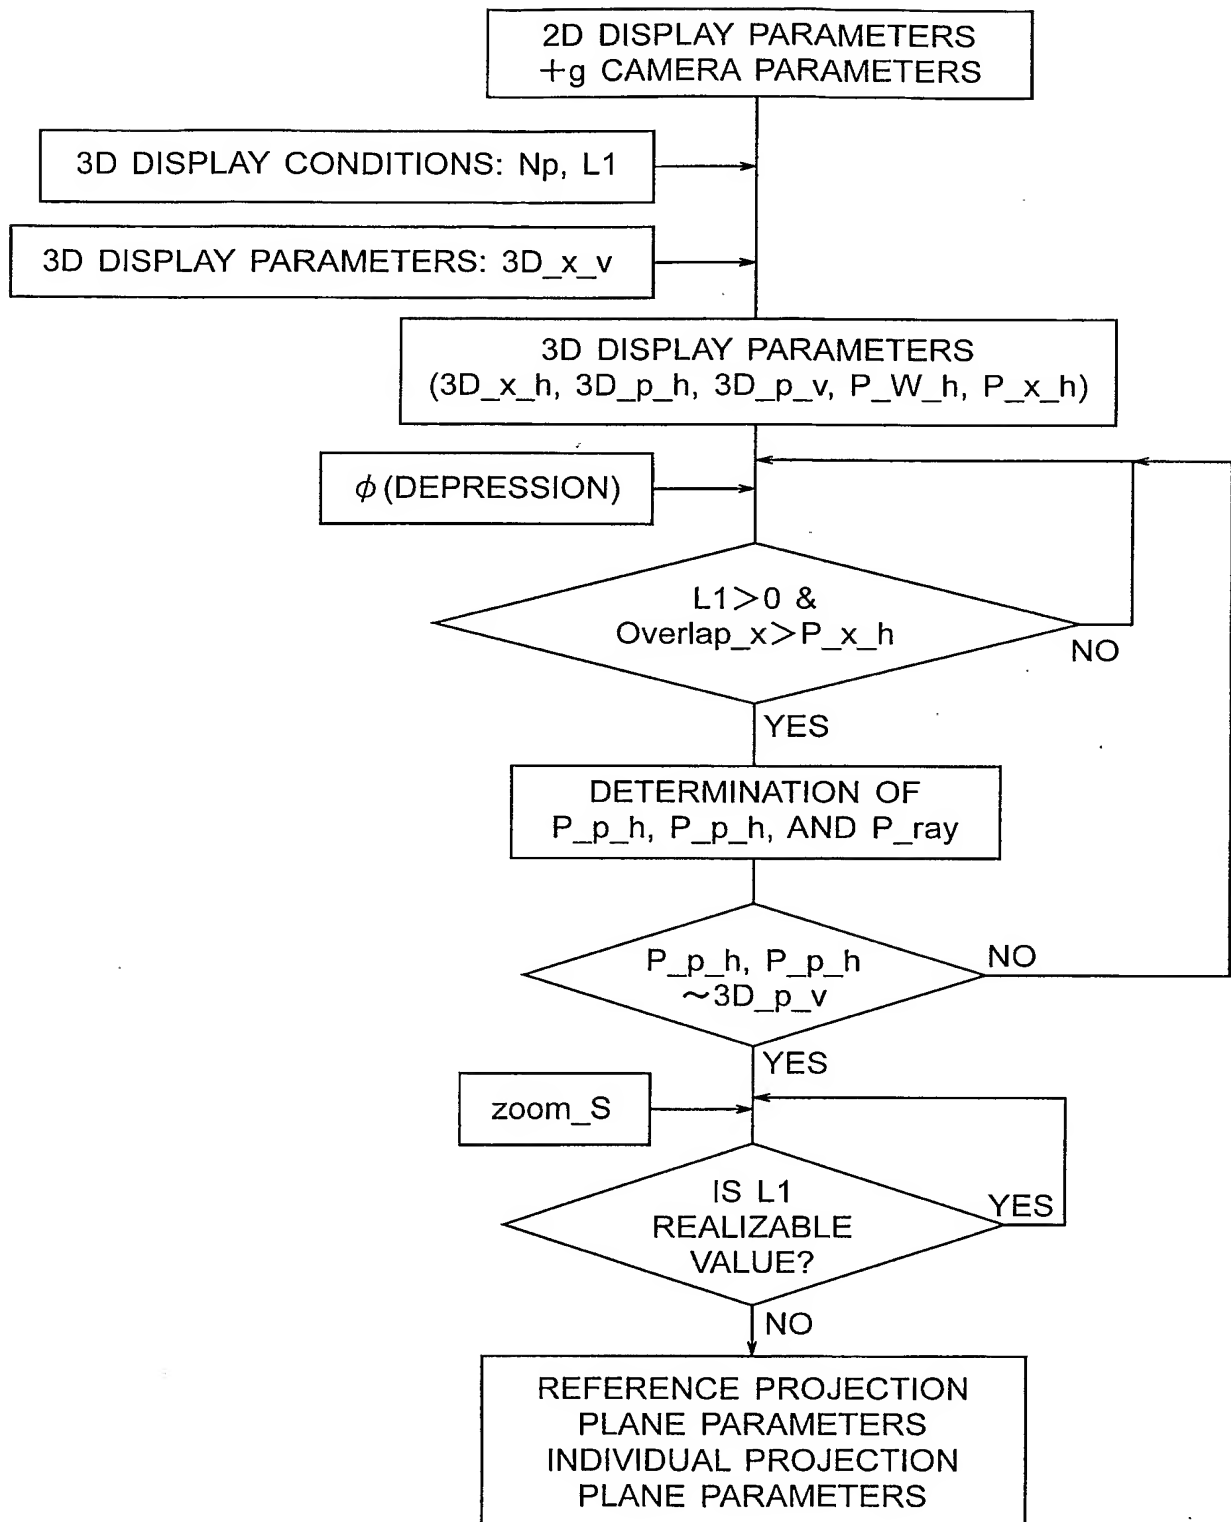 2D DISPLAY PARAMETERS
+g CAMERA PARAMETERS
3D DISPLAY CONDITIONS: Np, L1
3D DISPLAY PARAMETERS: 3D_x_v
3D DISPLAY PARAMETERS
(3D_x_h, 3D_p_h, 3D_p_v, P_W_h, P_x_h)
ϕ(DEPRESSION)
L1>0 &
Overlap_x>P_x_h
NO
YES
DETERMINATION OF
P_p_h, P_p_h, AND P_ray
P_p_h, P_p_h
~3D_p_v
NO
YES
zoom_S
IS L1
REALIZABLE
VALUE?
YES
NO
REFERENCE PROJECTION
PLANE PARAMETERS
INDIVIDUAL PROJECTION
PLANE PARAMETERS